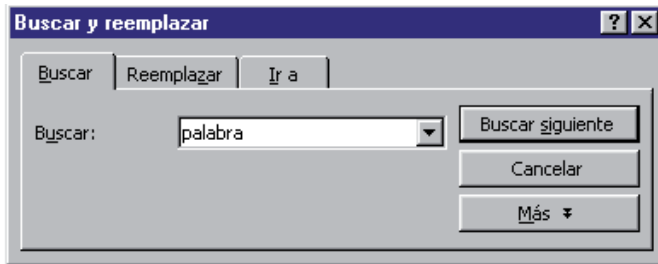 Buscar y reemplazar
Buscar Reemplazar Ir a
Buscar: palabra Buscar siguiente
Cancelar
Más